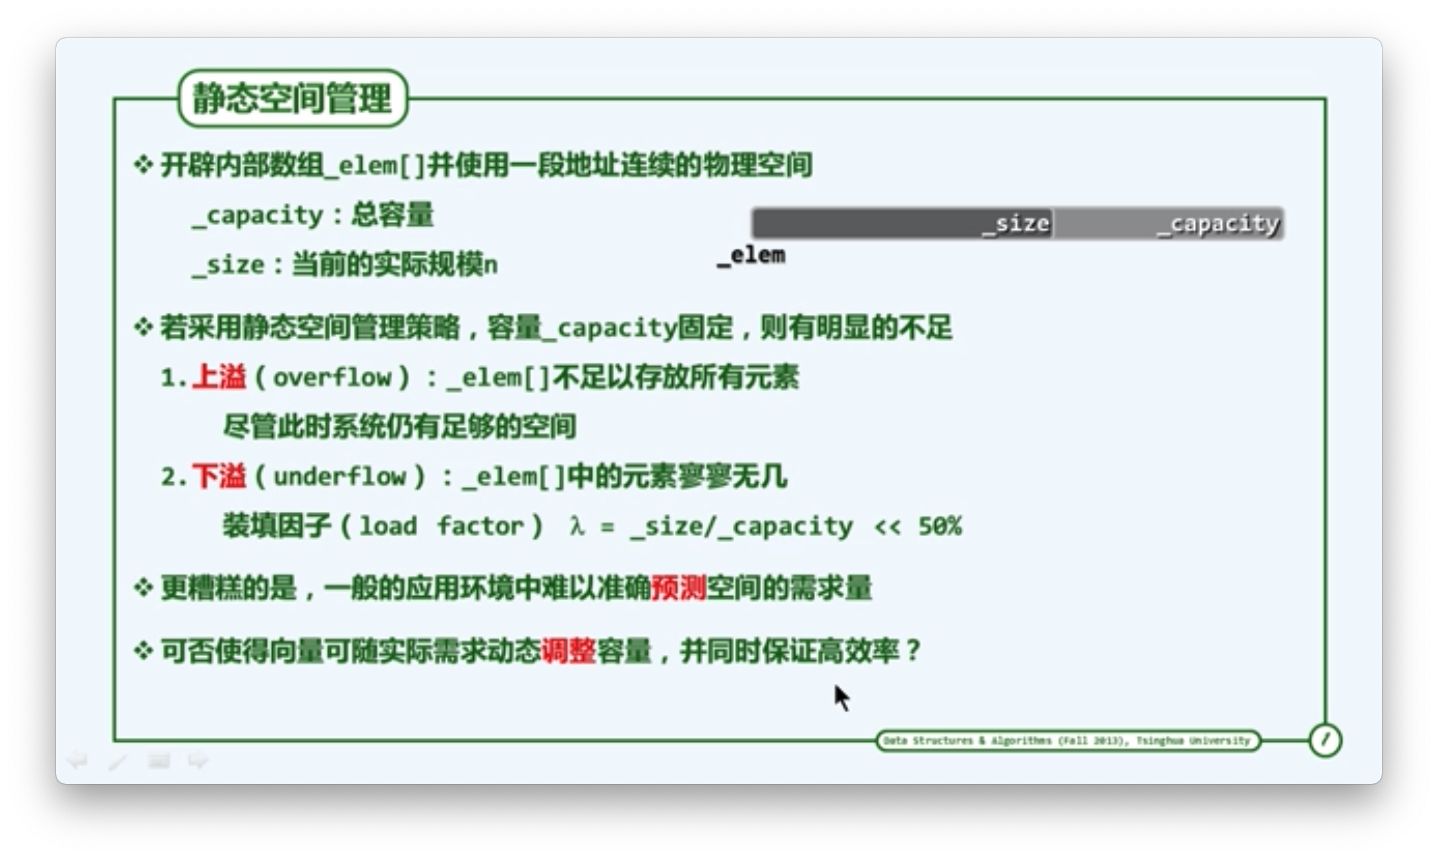 静态空间管理
❖ 开辟内部数组_elem[]并使用一段地址连续的物理空间
_capacity：总容量
_size：当前的实际规模n
_size _capacity
_elem
❖ 若采用静态空间管理策略，容量_capacity固定，则有明显的不足
1.上溢（overflow）：_elem[]不足以存放所有元素
尽管此时系统仍有足够的空间
2.下溢（underflow）：_elem[]中的元素寥寥无几
装填因子（load factor） λ = _size/_capacity << 50%
❖ 更糟糕的是，一般的应用环境中难以准确预测空间的需求量
❖ 可否使得向量可随实际需求动态调整容量，并同时保证高效率？
Data Structures & Algorithms (Fall 2013), Tsinghua University